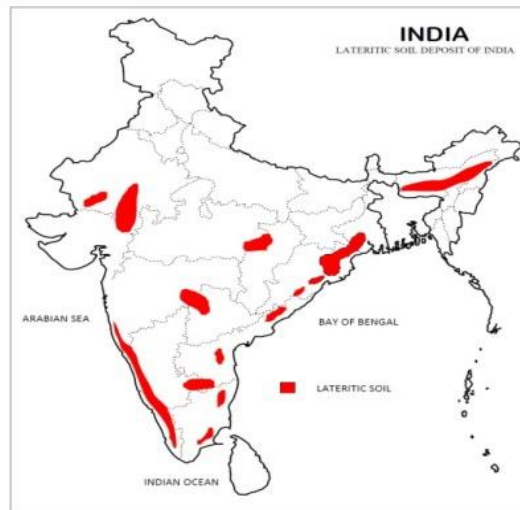 INDIA
LATERITIC SOIL DEPOSIT OF INDIA
ARABIAN SEA
BAY OF BENGAL
LATERITIC SOIL
INDIAN OCEAN